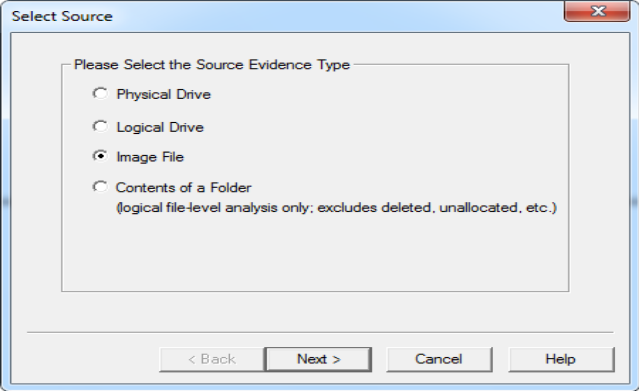 Select Source
Please Select the Source Evidence Type
Physical Drive
Logical Drive
Image File
Contents of a Folder
(logical file-level analysis only; excludes deleted, unallocated, etc.)
< Back Next > Cancel Help